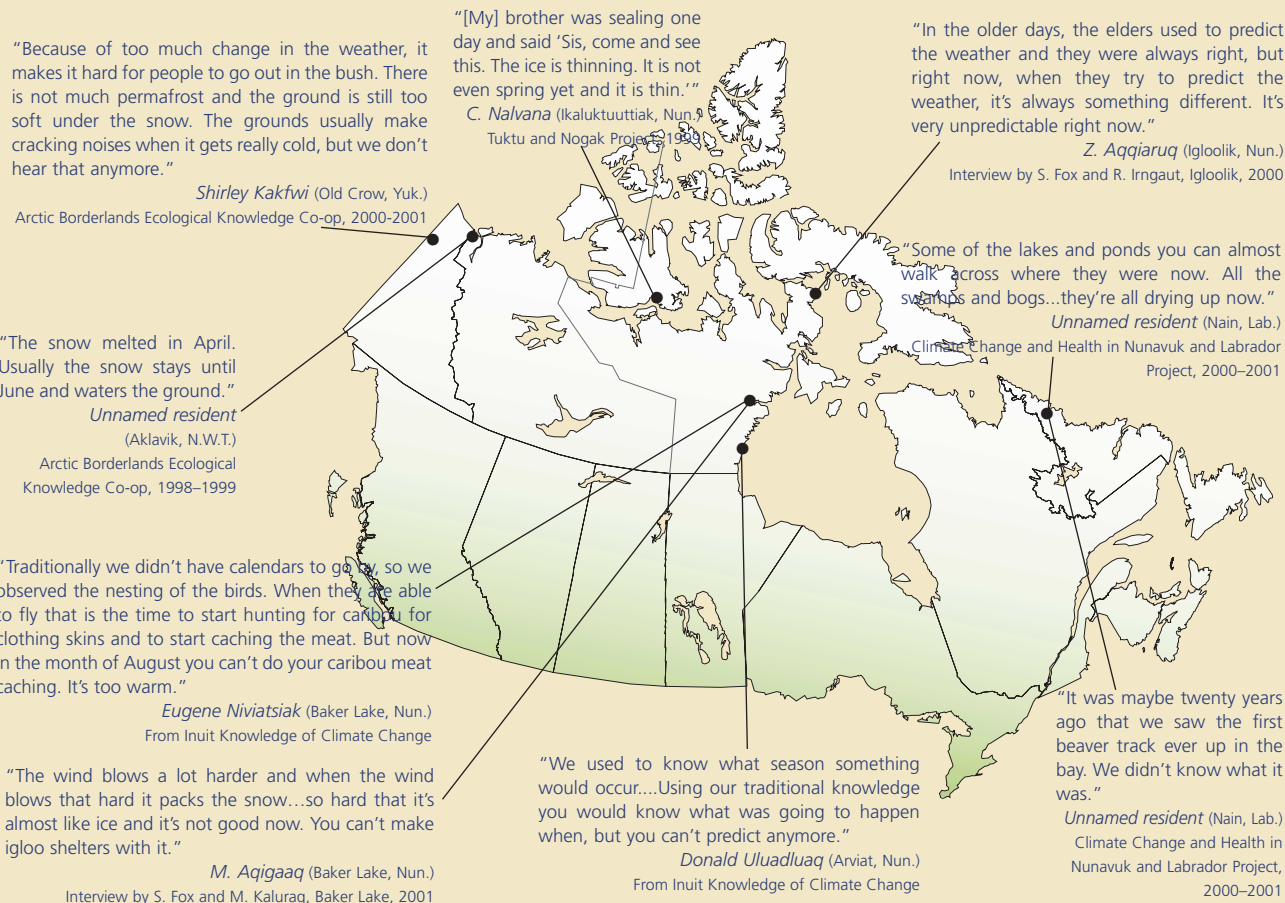 “Because of too much change in the weather, it
makes it hard for people to go out in the bush. There
is not much permafrost and the ground is still too
soft under the snow. The grounds usually make
cracking noises when it gets really cold, but we don’t
hear that anymore.”
Shirley Kakfwi (Old Crow, Yuk.)
Arctic Borderlands Ecological Knowledge Co-op, 2000-2001
“[My] brother was sealing one
day and said ‘Sis, come and see
this. The ice is thinning. It is not
even spring yet and it is thin.’”
C. Nalvana (Ikaluktuuttiak, Nun.)
Tuktu and Nogak Projects,1999
“In the older days, the elders used to predict
the weather and they were always right, but
right now, when they try to predict the
weather, it’s always something different. It’s
very unpredictable right now.”
Z. Aqqiaruq (Igloolik, Nun.)
Interview by S. Fox and R. Irngaut, Igloolik, 2000
“Some of the lakes and ponds you can almost
walk across where they were now. All the
swamps and bogs...they’re all drying up now.”
Unnamed resident (Nain, Lab.)
Climate Change and Health in Nunavuk and Labrador
Project, 2000–2001
“The snow melted in April.
Usually the snow stays until
June and waters the ground.”
Unnamed resident
(Aklavik, N.W.T.)
Arctic Borderlands Ecological
Knowledge Co-op, 1998–1999
“Traditionally we didn’t have calendars to go by, so we
observed the nesting of the birds. When they are able
to fly that is the time to start hunting for caribou for
clothing skins and to start caching the meat. But now
in the month of August you can’t do your caribou meat
caching. It’s too warm.”
Eugene Niviatsiak (Baker Lake, Nun.)
From Inuit Knowledge of Climate Change
“The wind blows a lot harder and when the wind
blows that hard it packs the snow…so hard that it’s
almost like ice and it’s not good now. You can’t make
igloo shelters with it.”
M. Aqigaaq (Baker Lake, Nun.)
Interview by S. Fox and M. Kaluraq, Baker Lake, 2001
“We used to know what season something
would occur....Using our traditional knowledge
you would know what was going to happen
when, but you can’t predict anymore.”
Donald Uluadluaq (Arviat, Nun.)
From Inuit Knowledge of Climate Change
“It was maybe twenty years
ago that we saw the first
beaver track ever up in the
bay. We didn’t know what it
was.”
Unnamed resident (Nain, Lab.)
Climate Change and Health in
Nunavuk and Labrador Project,
2000–2001